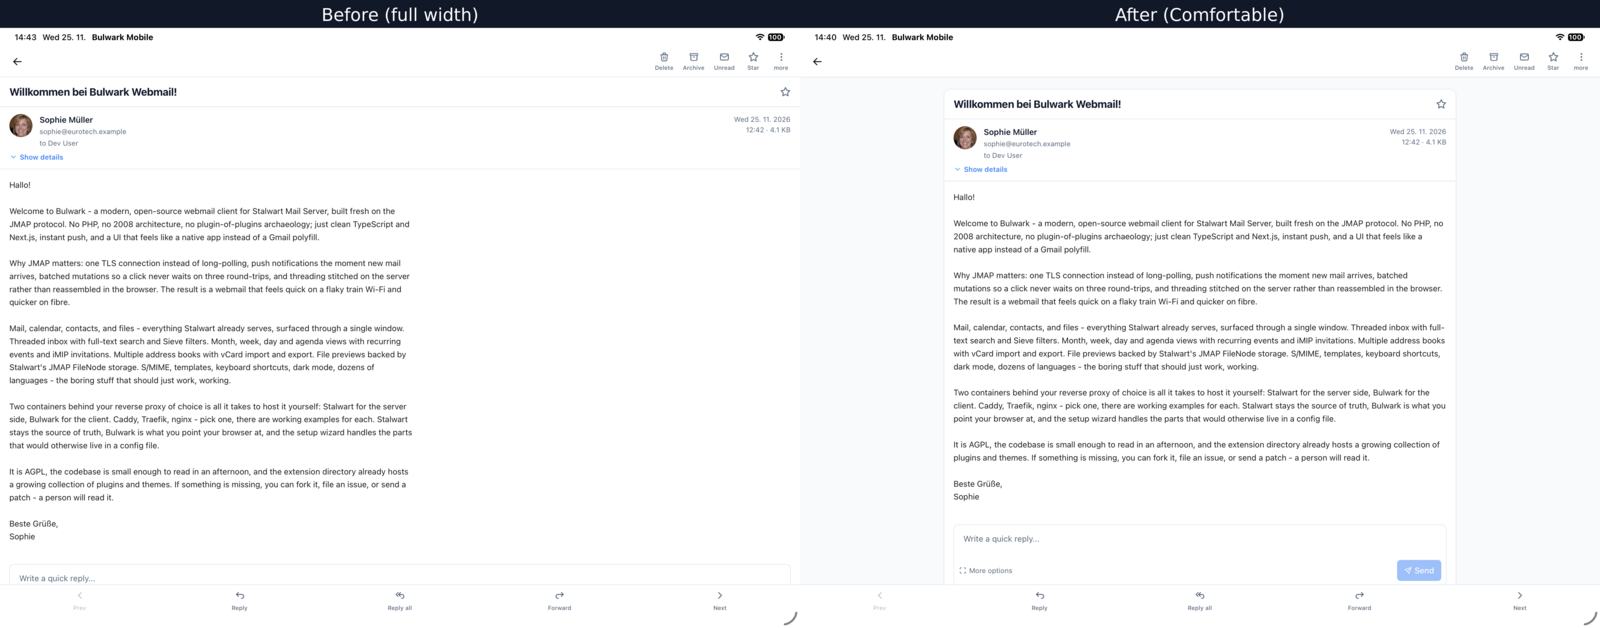 Before (full width)
14:43 Wed 25. 11. Bulwark Mobile
100
Delete Archive Unread Star more
Willkommen bei Bulwark Webmail!
Sophie Müller
sophie@eurotech.example
to Dev User
Wed 25. 11. 2026
12:42 · 4.1 KB
Show details
Hallo!
Welcome to Bulwark - a modern, open-source webmail client for Stalwart Mail Server, built fresh on the
JMAP protocol. No PHP, no 2008 architecture, no plugin-of-plugins archaeology; just clean TypeScript and
Next.js, instant push, and a UI that feels like a native app instead of a Gmail polyfill.
Why JMAP matters: one TLS connection instead of long-polling, push notifications the moment new mail
arrives, batched mutations so a click never waits on three round-trips, and threading stitched on the server
rather than reassembled in the browser. The result is a webmail that feels quick on a flaky train Wi-Fi and
quicker on fibre.
Mail, calendar, contacts, and files - everything Stalwart already serves, surfaced through a single window.
Threaded inbox with full-text search and Sieve filters. Month, week, day and agenda views with recurring
events and iMIP invitations. Multiple address books with vCard import and export. File previews backed by
Stalwart's JMAP FileNode storage. S/MIME, templates, keyboard shortcuts, dark mode, dozens of
languages - the boring stuff that should just work, working.
Two containers behind your reverse proxy of choice is all it takes to host it yourself: Stalwart for the server
side, Bulwark for the client. Caddy, Traefik, nginx - pick one, there are working examples for each. Stalwart
stays the source of truth, Bulwark is what you point your browser at, and the setup wizard handles the parts
that would otherwise live in a config file.
It is AGPL, the codebase is small enough to read in an afternoon, and the extension directory already hosts
a growing collection of plugins and themes. If something is missing, you can fork it, file an issue, or send a
patch - a person will read it.
Beste Grüße,
Sophie
Write a quick reply...
Prev Reply Reply all Forward Next
After (Comfortable)
14:40 Wed 25. 11. Bulwark Mobile
100
Delete Archive Unread Star more
Willkommen bei Bulwark Webmail!
Sophie Müller
sophie@eurotech.example
to Dev User
Wed 25. 11. 2026
12:42 · 4.1 KB
Show details
Hallo!
Welcome to Bulwark - a modern, open-source webmail client for Stalwart Mail Server, built fresh on the JMAP protocol. No PHP, no
2008 architecture, no plugin-of-plugins archaeology; just clean TypeScript and Next.js, instant push, and a UI that feels like a
native app instead of a Gmail polyfill.
Why JMAP matters: one TLS connection instead of long-polling, push notifications the moment new mail arrives, batched
mutations so a click never waits on three round-trips, and threading stitched on the server rather than reassembled in the browser.
The result is a webmail that feels quick on a flaky train Wi-Fi and quicker on fibre.
Mail, calendar, contacts, and files - everything Stalwart already serves, surfaced through a single window. Threaded inbox with full-
text search and Sieve filters. Month, week, day and agenda views with recurring events and iMIP invitations. Multiple address books
with vCard import and export. File previews backed by Stalwart's JMAP FileNode storage. S/MIME, templates, keyboard shortcuts,
dark mode, dozens of languages - the boring stuff that should just work, working.
Two containers behind your reverse proxy of choice is all it takes to host it yourself: Stalwart for the server side, Bulwark for the
client. Caddy, Traefik, nginx - pick one, there are working examples for each. Stalwart stays the source of truth, Bulwark is what you
point your browser at, and the setup wizard handles the parts that would otherwise live in a config file.
It is AGPL, the codebase is small enough to read in an afternoon, and the extension directory already hosts a growing collection of
plugins and themes. If something is missing, you can fork it, file an issue, or send a patch - a person will read it.
Beste Grüße,
Sophie
Write a quick reply...
More options
Send
Prev Reply Reply all Forward Next